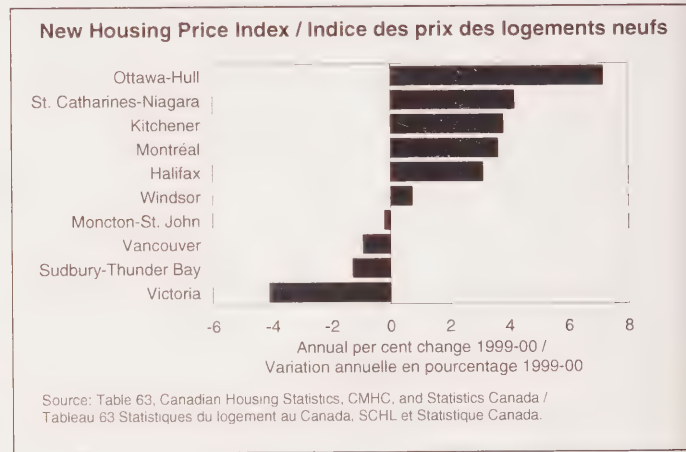 New Housing Price Index / Indice des prix des logements neufs
Ottawa-Hull
St. Catharines-Niagara
Kitchener
Montréal
Halifax
Windsor
Moncton-St. John
Vancouver
Sudbury-Thunder Bay
Victoria
-6 -4 -2 0 2 4 6 8
Annual per cent change 1999-00 /
Variation annuelle en pourcentage 1999-00
Source: Table 63, Canadian Housing Statistics, CMHC, and Statistics Canada /
Tableau 63 Statistiques du logement au Canada, SCHL et Statistique Canada.